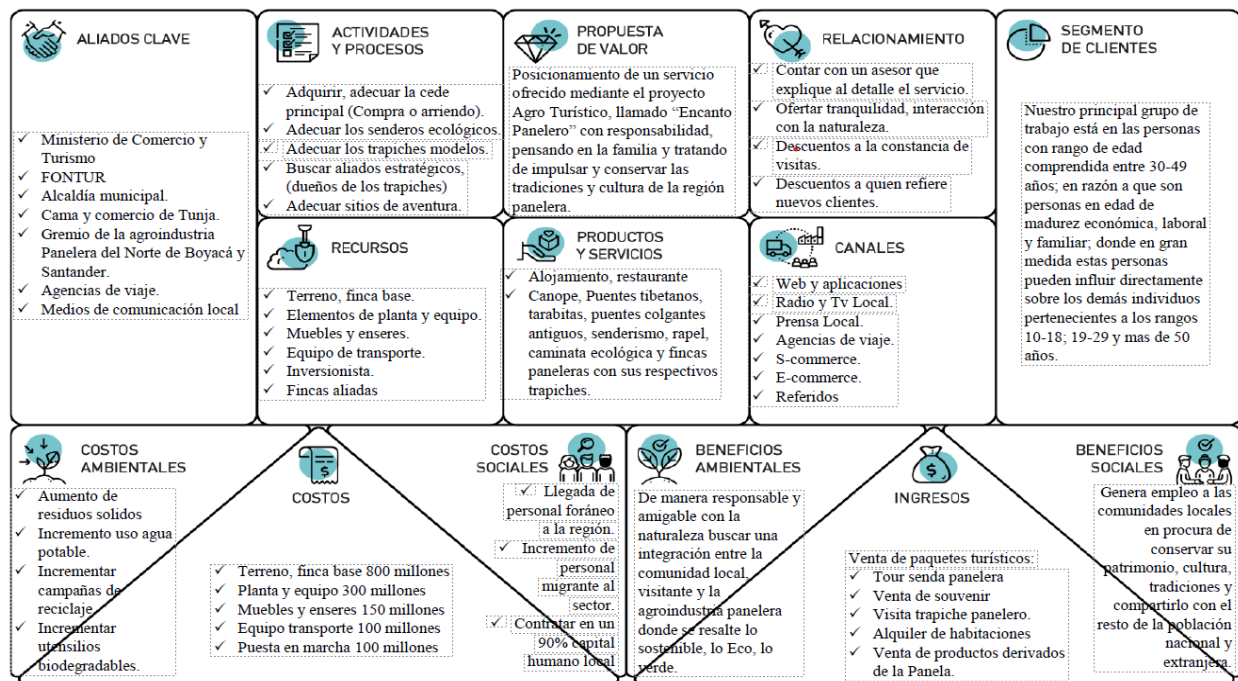 ALIADOS CLAVE
✓ Ministerio de Comercio y
Turismo
✓ FONTUR
✓ Alcaldía municipal.
✓ Cama y comercio de Tunja.
✓ Gremio de la agroindustria
Panelera del Norte de Boyacá y
Santander.
✓ Agencias de viaje.
✓ Medios de comunicación local
ACTIVIDADES
Y PROCESOS
✓ Adquirir, adecuar la cede
principal (Compra o arriendo).
✓ Adecuar los senderos ecológicos.
✓ Adecuar los trapiches modelos.
✓ Buscar aliados estratégicos,
(dueños de los trapiches)
✓ Adecuar sitios de aventura.
RECURSOS
✓ Terreno, finca base.
✓ Elementos de planta y equipo.
✓ Muebles y enseres.
✓ Equipo de transporte.
✓ Inversionista.
✓ Fincas aliadas
PROPUESTA
DE VALOR
Posicionamiento de un servicio
ofrecido mediante el proyecto
Agro Turístico, llamado “Encanto
Panelero” con responsabilidad,
pensando en la familia y tratando
de impulsar y conservar las
tradiciones y cultura de la región
panelera.
PRODUCTOS
Y SERVICIOS
✓ Alojamiento, restaurante
✓ Canope, Puentes tibetanos,
tarabitas, puentes colgantes
antiguos, senderismo, rapel,
caminata ecológica y fincas
paneleras con sus respectivos
trapiches.
RELACIONAMIENTO
✓ Contar con un asesor que
explique al detalle el servicio.
✓ Ofertar tranquilidad, interacción
con la naturaleza.
✓ Descuentos a la constancia de
visitas.
✓ Descuentos a quien refiere
nuevos clientes.
CANALES
✓ Web y aplicaciones
✓ Radio y Tv Local.
✓ Prensa Local.
✓ Agencias de viaje.
✓ S-commerce.
✓ E-commerce.
✓ Referidos
SEGMENTO
DE CLIENTES
Nuestro principal grupo de
trabajo está en las personas
con rango de edad
comprendida entre 30-49
años; en razón a que son
personas en edad de
madurez económica, laboral
y familiar; donde en gran
medida estas personas
pueden influir directamente
sobre los demás individuos
pertenecientes a los rangos
10-18; 19-29 y mas de 50
años.
COSTOS
AMBIENTALES
✓ Aumento de
residuos solidos
✓ Incremento uso agua
potable.
✓ Incrementar
campañas de
reciclaje
✓ Incrementar
utensilios
biodegradables.
COSTOS
✓ Terreno, finca base 800 millones
✓ Planta y equipo 300 millones
✓ Muebles y enseres 150 millones
✓ Equipo transporte 100 millones
✓ Puesta en marcha 100 millones
COSTOS
SOCIALES
✓ Llegada de
personal foráneo
a la región.
✓ Incremento de
personal
migrante al
sector.
✓ Contratar en un
90% capital
humano local
BENEFICIOS
AMBIENTALES
De manera responsable y
amigable con la
naturaleza buscar una
integración entre la
comunidad local,
visitante y la
agroindustria panelera
donde se resalte lo
sostenible, lo Eco, lo
verde.
INGRESOS
Venta de paquetes turísticos:
✓ Tour senda panelera
✓ Venta de souvenir
✓ Visita trapiche panelero.
✓ Alquiler de habitaciones
✓ Venta de productos derivados
de la Panela.
BENEFICIOS
SOCIALES
Genera empleo a las
comunidades locales
en procura de
conservar su
patrimonio, cultura,
tradiciones y
compartirlo con el
resto de la población
nacional y
extranjera.